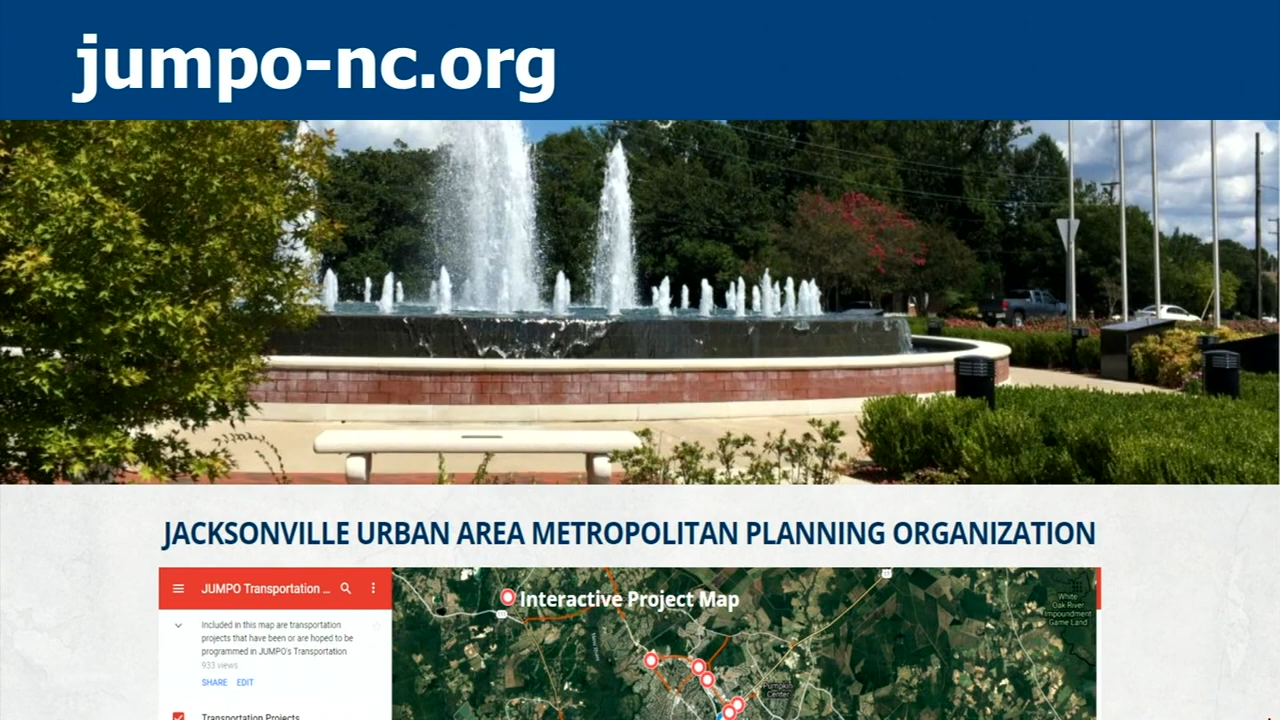 jumpo-nc.org
JACKSONVILLE URBAN AREA METROPOLITAN PLANNING ORGANIZATION
JUMPO Transportation ...
Interactive Project Map
Included in this map are transportation
projects that have been or are hoped to be
programmed in JUMPO's Transportation
933 views
SHARE EDIT
Transportation Projects
White
Oak River
Impoundment
Game Land
Pumpkin
Center